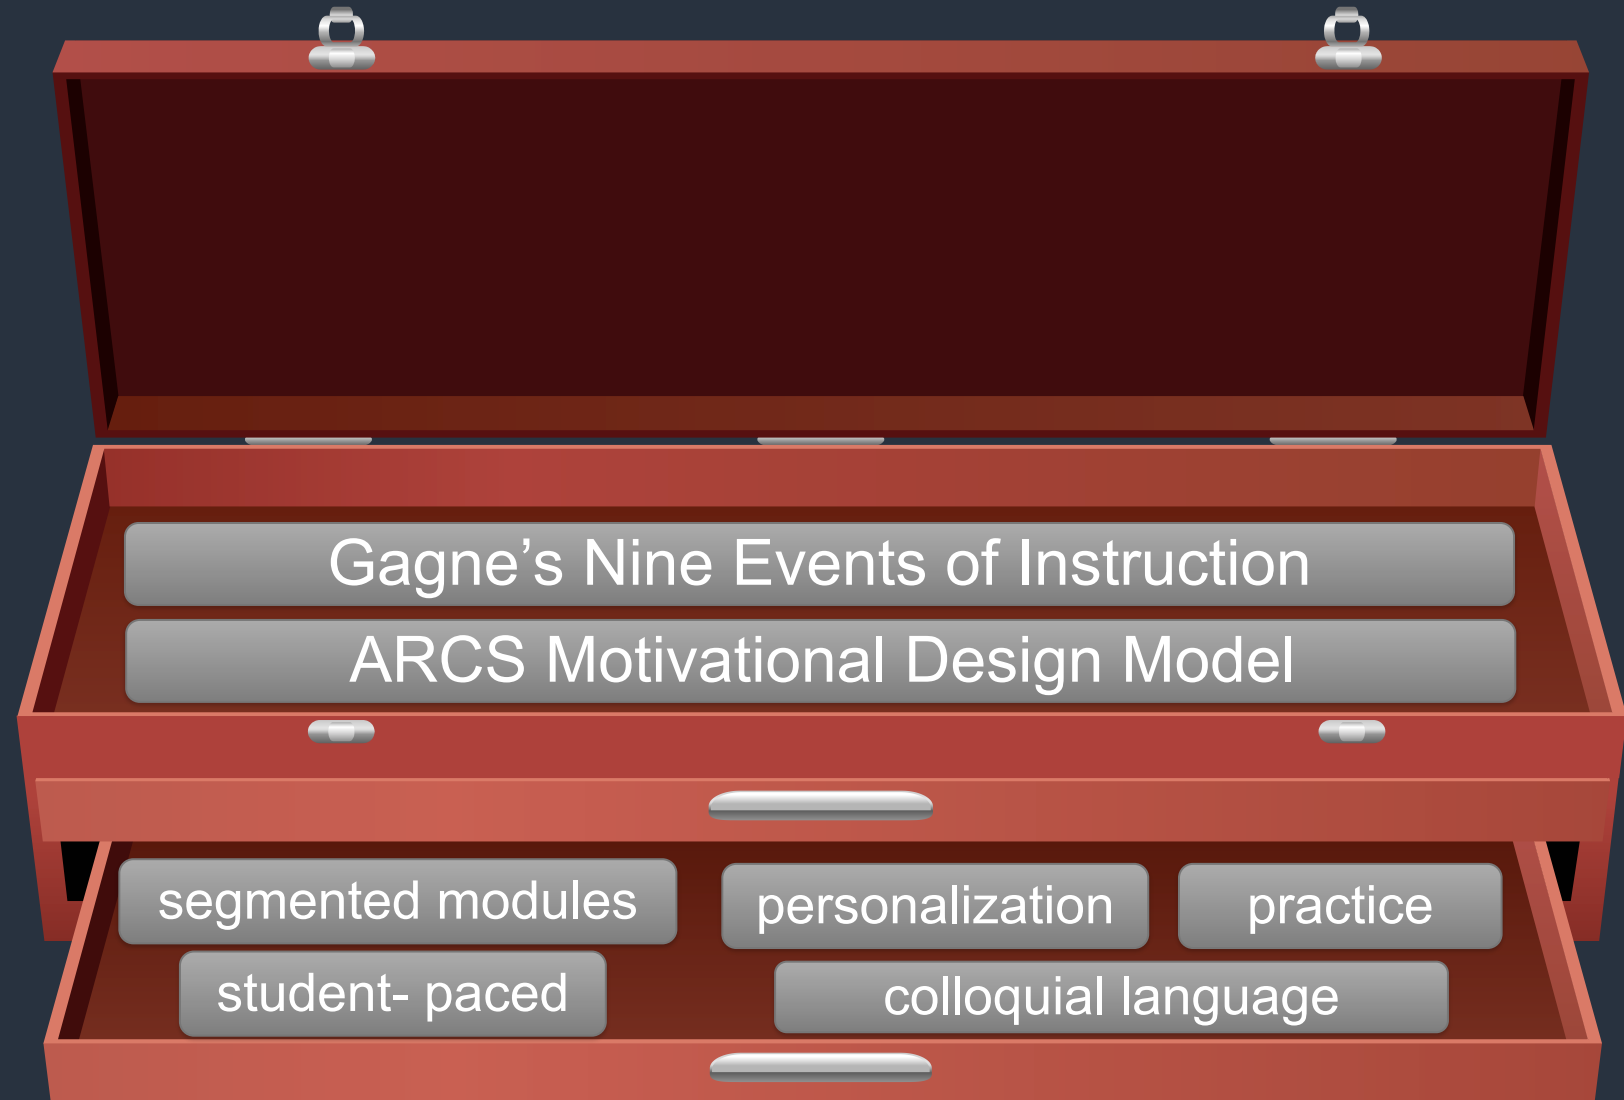 Gagne’s Nine Events of Instruction
ARCS Motivational Design Model
segmented modules
personalization
practice
student- paced
colloquial language